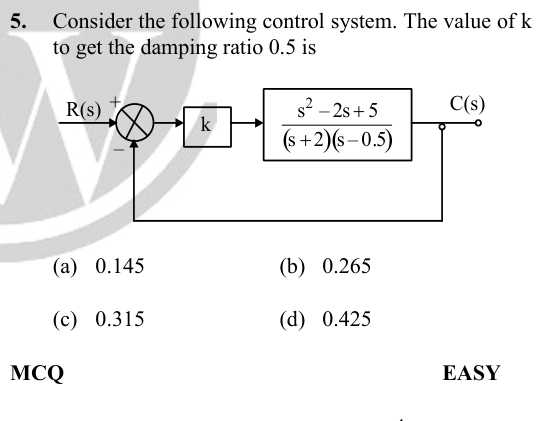 5. Consider the following control system. The value of k
to get the damping ratio 0.5 is
R(s) + − k s² – 2s + 5 C(s)
(s + 2)(s – 0.5)
(a) 0.145 (b) 0.265
(c) 0.315 (d) 0.425
MCQ EASY